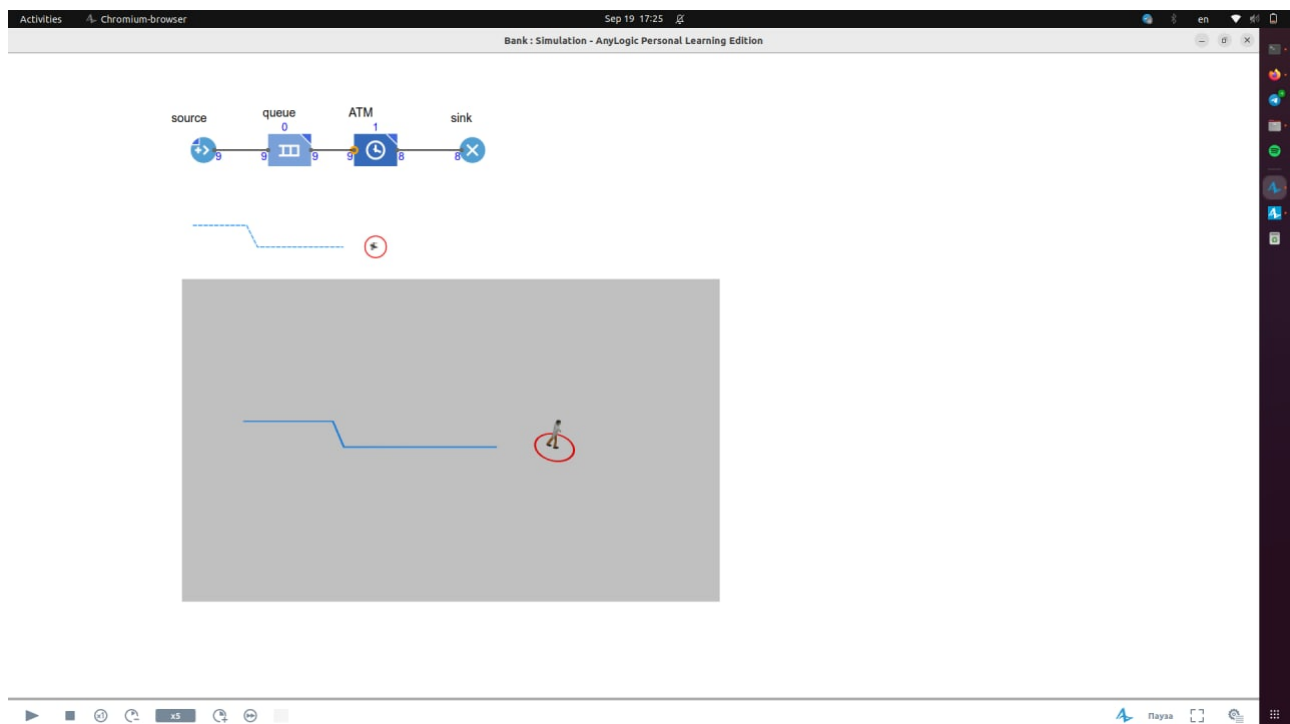 Activities Chromium-browser Sep 19 17:25 en
Bank : Simulation - AnyLogic Personal Learning Edition
source queue ATM sink
0 1
9 9 9 9 8 8
x1 x5 Пауза